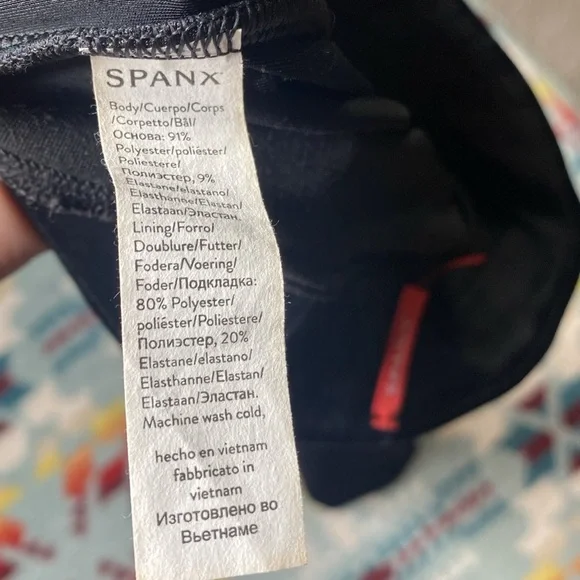 SPANX
Body/Cuerpo/Corps
/Corpetto/Bål/
Основа: 91%
Polyester/poliéster/
Poliestere/
Полиэстер, 9%
Elastane/elastano/
Elasthanne/Elastan/
Elastaan/Эластан.
Lining/Forro/
Doublure/Futter/
Fodera/Voering/
Foder/Подкладка:
80% Polyester/
poliéster/Poliestere/
Полиэстер, 20%
Elastane/elastano/
Elasthanne/Elastan/
Elastaan/Эластан.
Machine wash cold,
hecho en vietnam
fabbricato in
vietnam
Изготовлено во
Вьетнаме